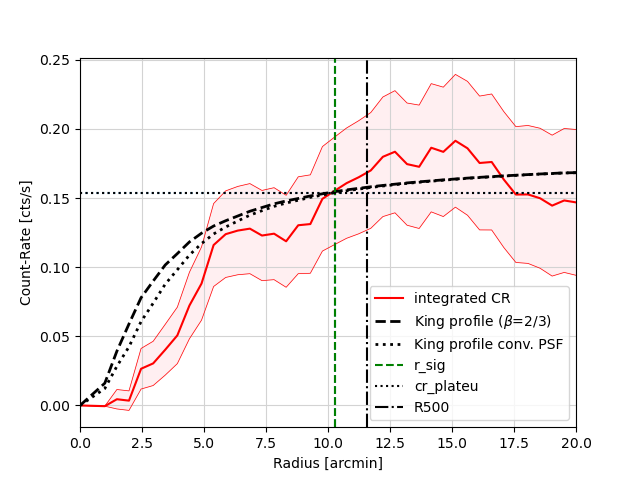 0.25
0.20
0.15
0.10
0.05
0.00
Count-Rate [cts/s]
integrated CR
King profile (β=2/3)
King profile conv. PSF
r_sig
cr_plateu
R500
0.0 2.5 5.0 7.5 10.0 12.5 15.0 17.5 20.0
Radius [arcmin]